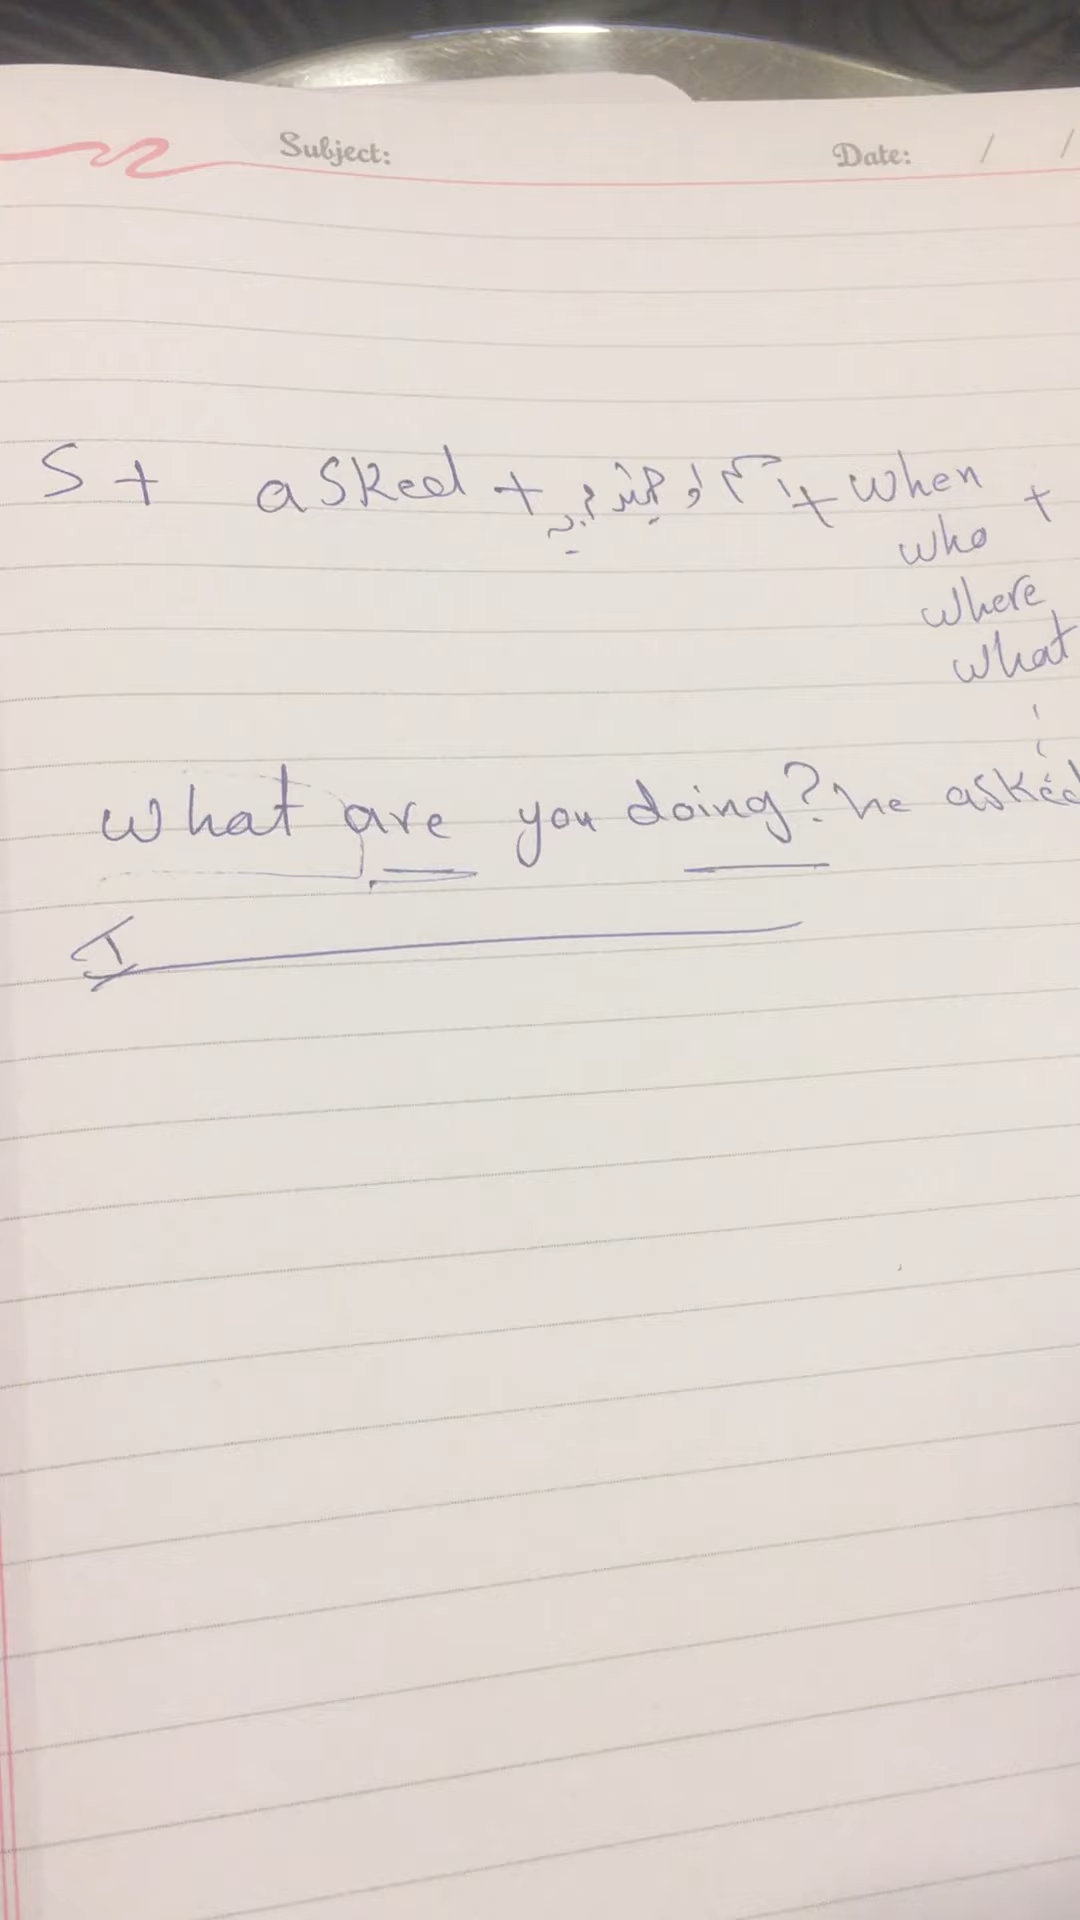 Subject: Date: / /
S + asked + + when +
who
where
what
what are you doing? he asked
I